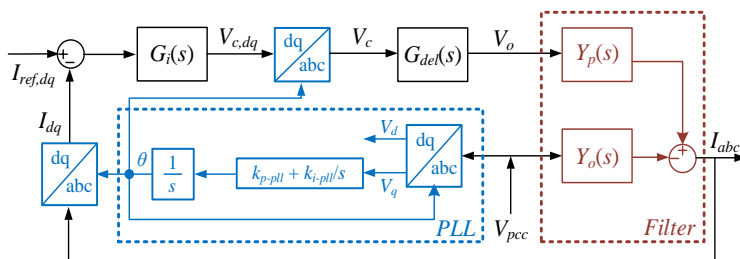 I_ref,dq
−
G_i(s)
V_c,dq
dq
abc
V_c
G_del(s)
V_o
Y_p(s)
I_dq
dq
abc
θ
1
s
k_p-pll + k_i-pll/s
V_d
V_q
dq
abc
PLL
V_pcc
Y_o(s)
−
+
I_abc
Filter